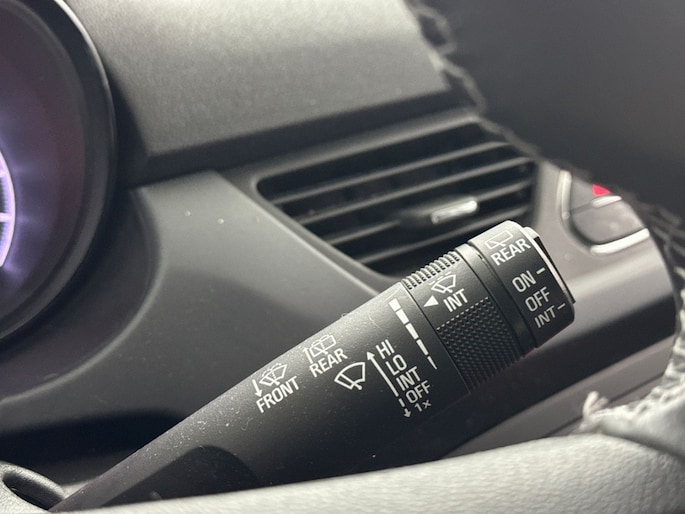 FRONT
REAR
HI
LO
INT
OFF
1x
INT
REAR
ON
OFF
INT